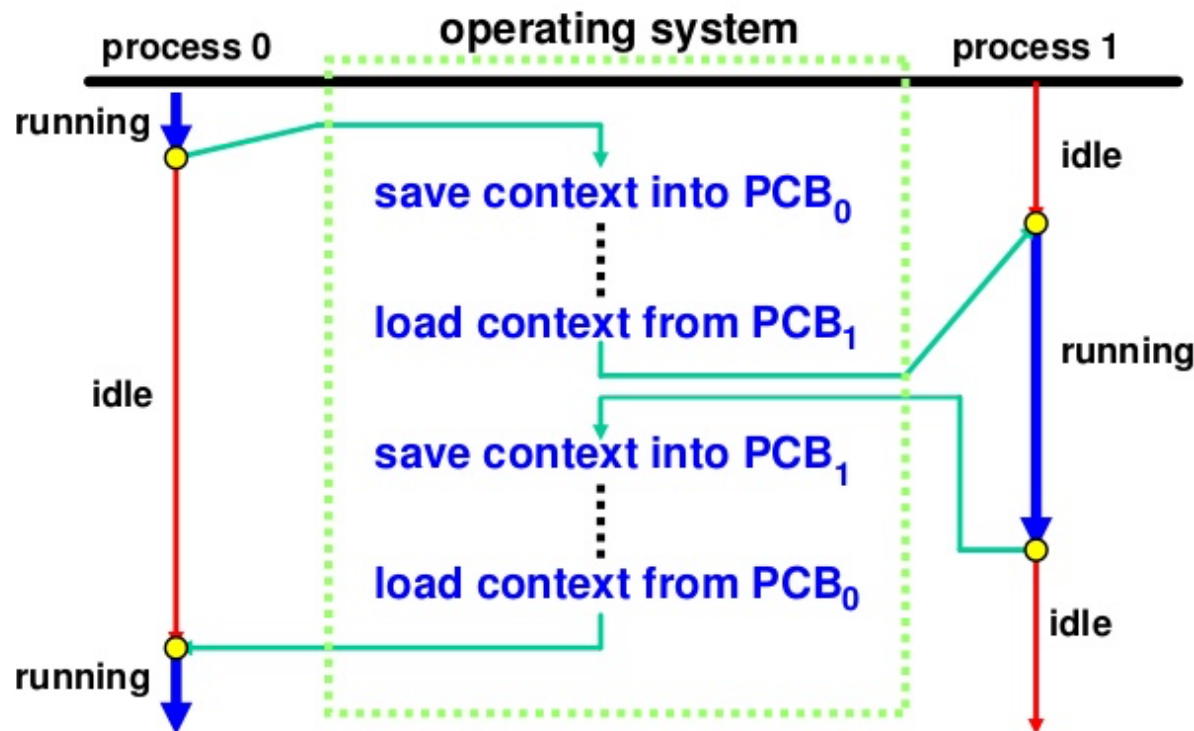 operating system
process 0
process 1
running
idle
save context into PCB0
load context from PCB1
running
idle
save context into PCB1
load context from PCB0
idle
running